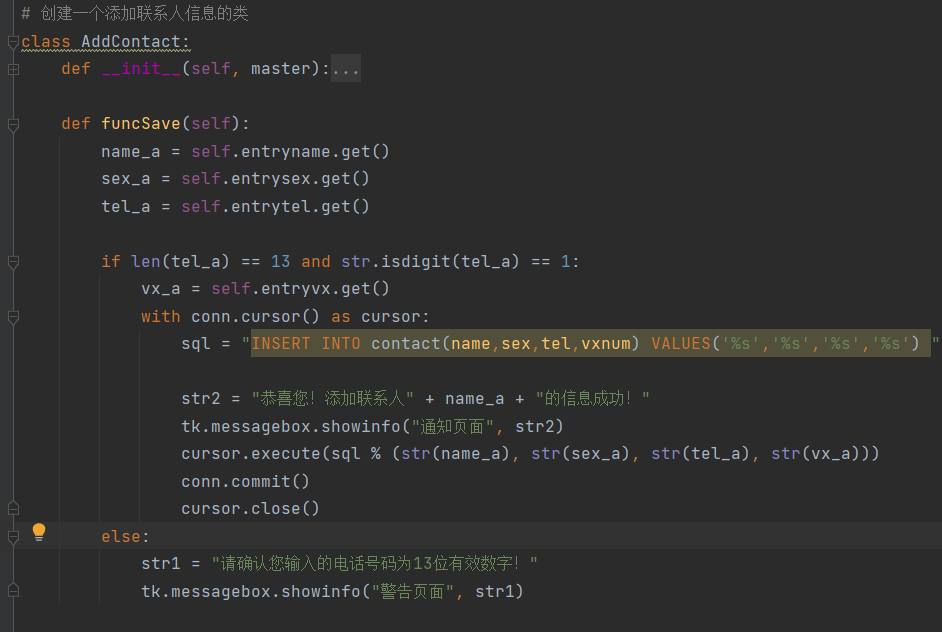 # 创建一个添加联系人信息的类
class AddContact:
    def __init__(self, master):...
    def funcSave(self):
        name_a = self.entryname.get()
        sex_a = self.entrysex.get()
        tel_a = self.entrytel.get()
        if len(tel_a) == 13 and str.isdigit(tel_a) == 1:
            vx_a = self.entryvx.get()
            with conn.cursor() as cursor:
                sql = "INSERT INTO contact(name,sex,tel,vxnum) VALUES('%s','%s','%s','%s') "
                str2 = "恭喜您！添加联系人" + name_a + "的信息成功！"
                tk.messagebox.showinfo("通知页面", str2)
                cursor.execute(sql % (str(name_a), str(sex_a), str(tel_a), str(vx_a)))
                conn.commit()
                cursor.close()
        else:
            str1 = "请确认您输入的电话号码为13位有效数字！"
            tk.messagebox.showinfo("警告页面", str1)